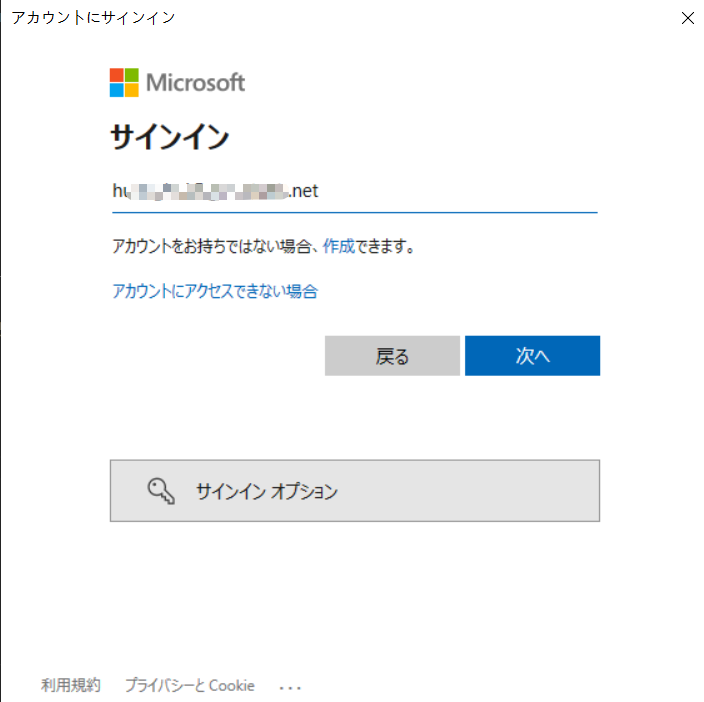 アカウントにサインイン
Microsoft
サインイン
.net
アカウントをお持ちではない場合、作成できます。
アカウントにアクセスできない場合
戻る
次へ
サインイン オプション
利用規約 プライバシーと Cookie ...